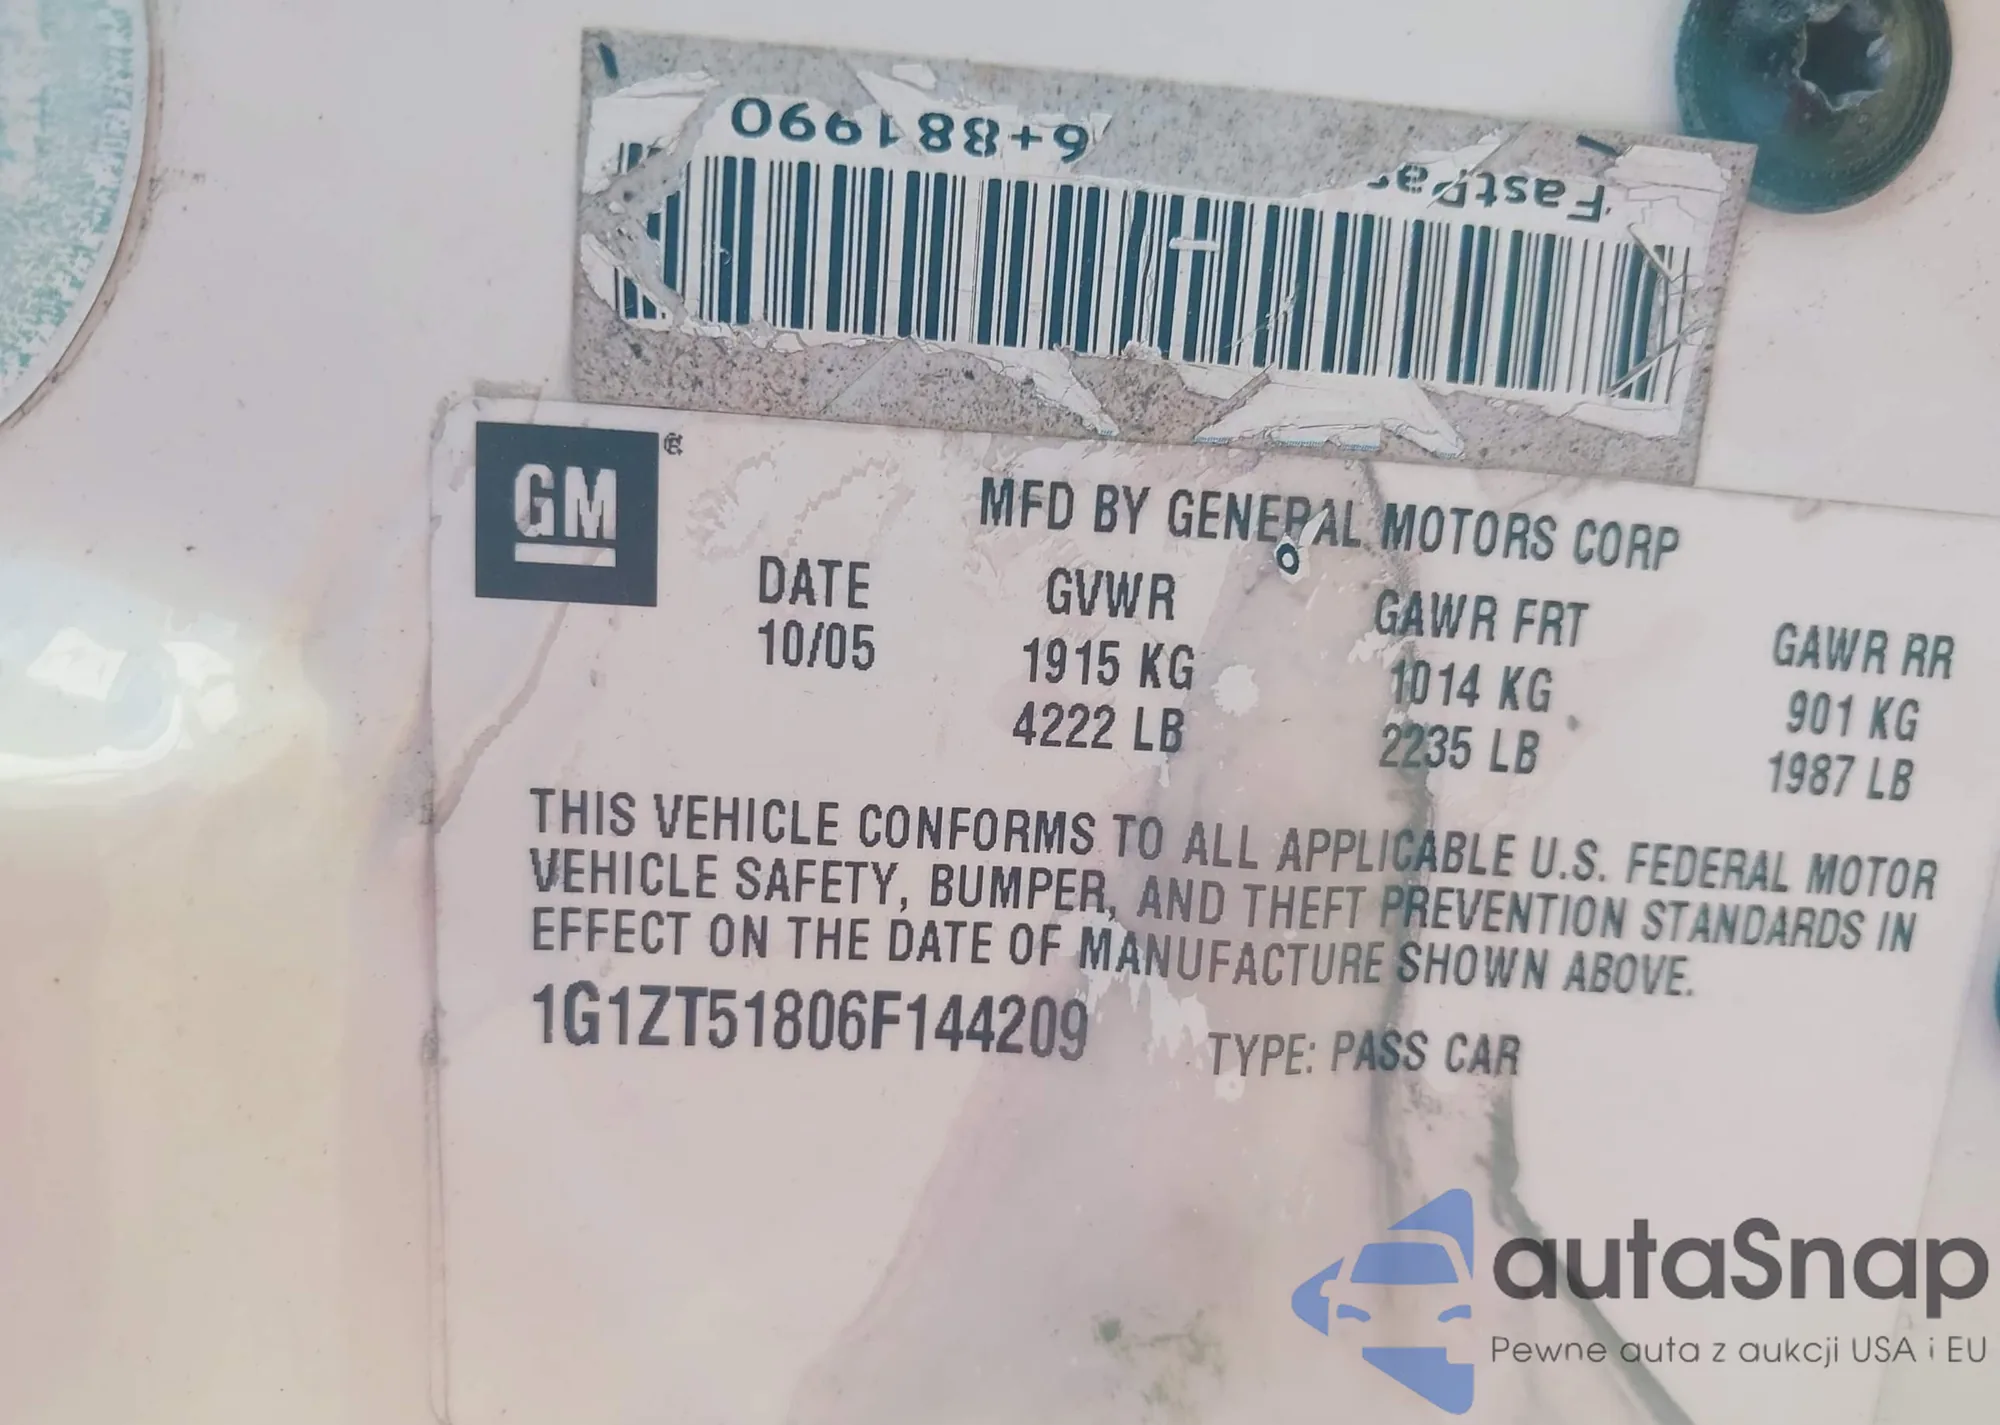 6+881990
FastPas
GM
MFD BY GENERAL MOTORS CORP
DATE GVWR GAWR FRT GAWR RR
10/05 1915 KG 1014 KG 901 KG
4222 LB 2235 LB 1987 LB
THIS VEHICLE CONFORMS TO ALL APPLICABLE U.S. FEDERAL MOTOR
VEHICLE SAFETY, BUMPER, AND THEFT PREVENTION STANDARDS IN
EFFECT ON THE DATE OF MANUFACTURE SHOWN ABOVE.
1G1ZT51806F144209 TYPE: PASS CAR
autaSnap
Pewne auta z aukcji USA i EU